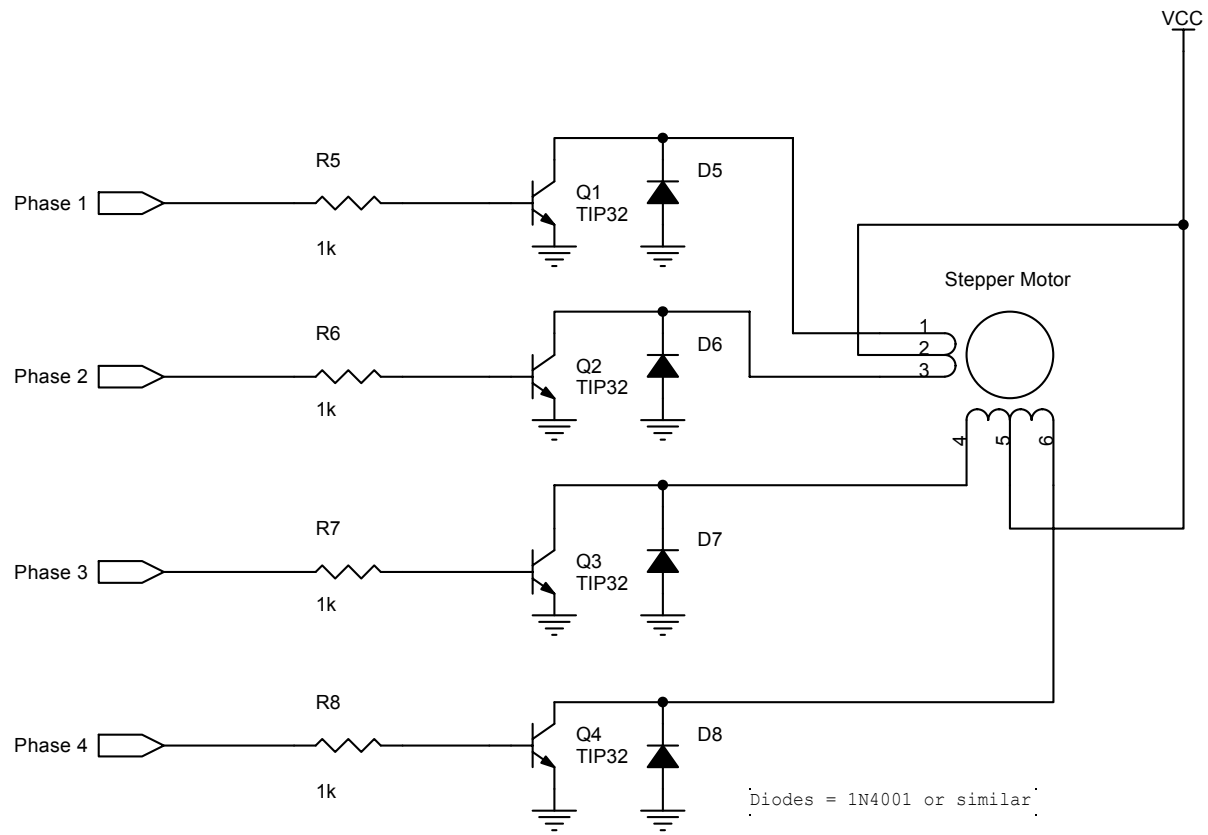 VCC
R5
D5
Phase 1
Q1
TIP32
1k
Stepper Motor
R6
1
2
3
D6
Phase 2
Q2
TIP32
1k
4
5
6
R7
D7
Phase 3
Q3
TIP32
1k
R8
D8
Phase 4
Q4
TIP32
1k
Diodes = 1N4001 or similar